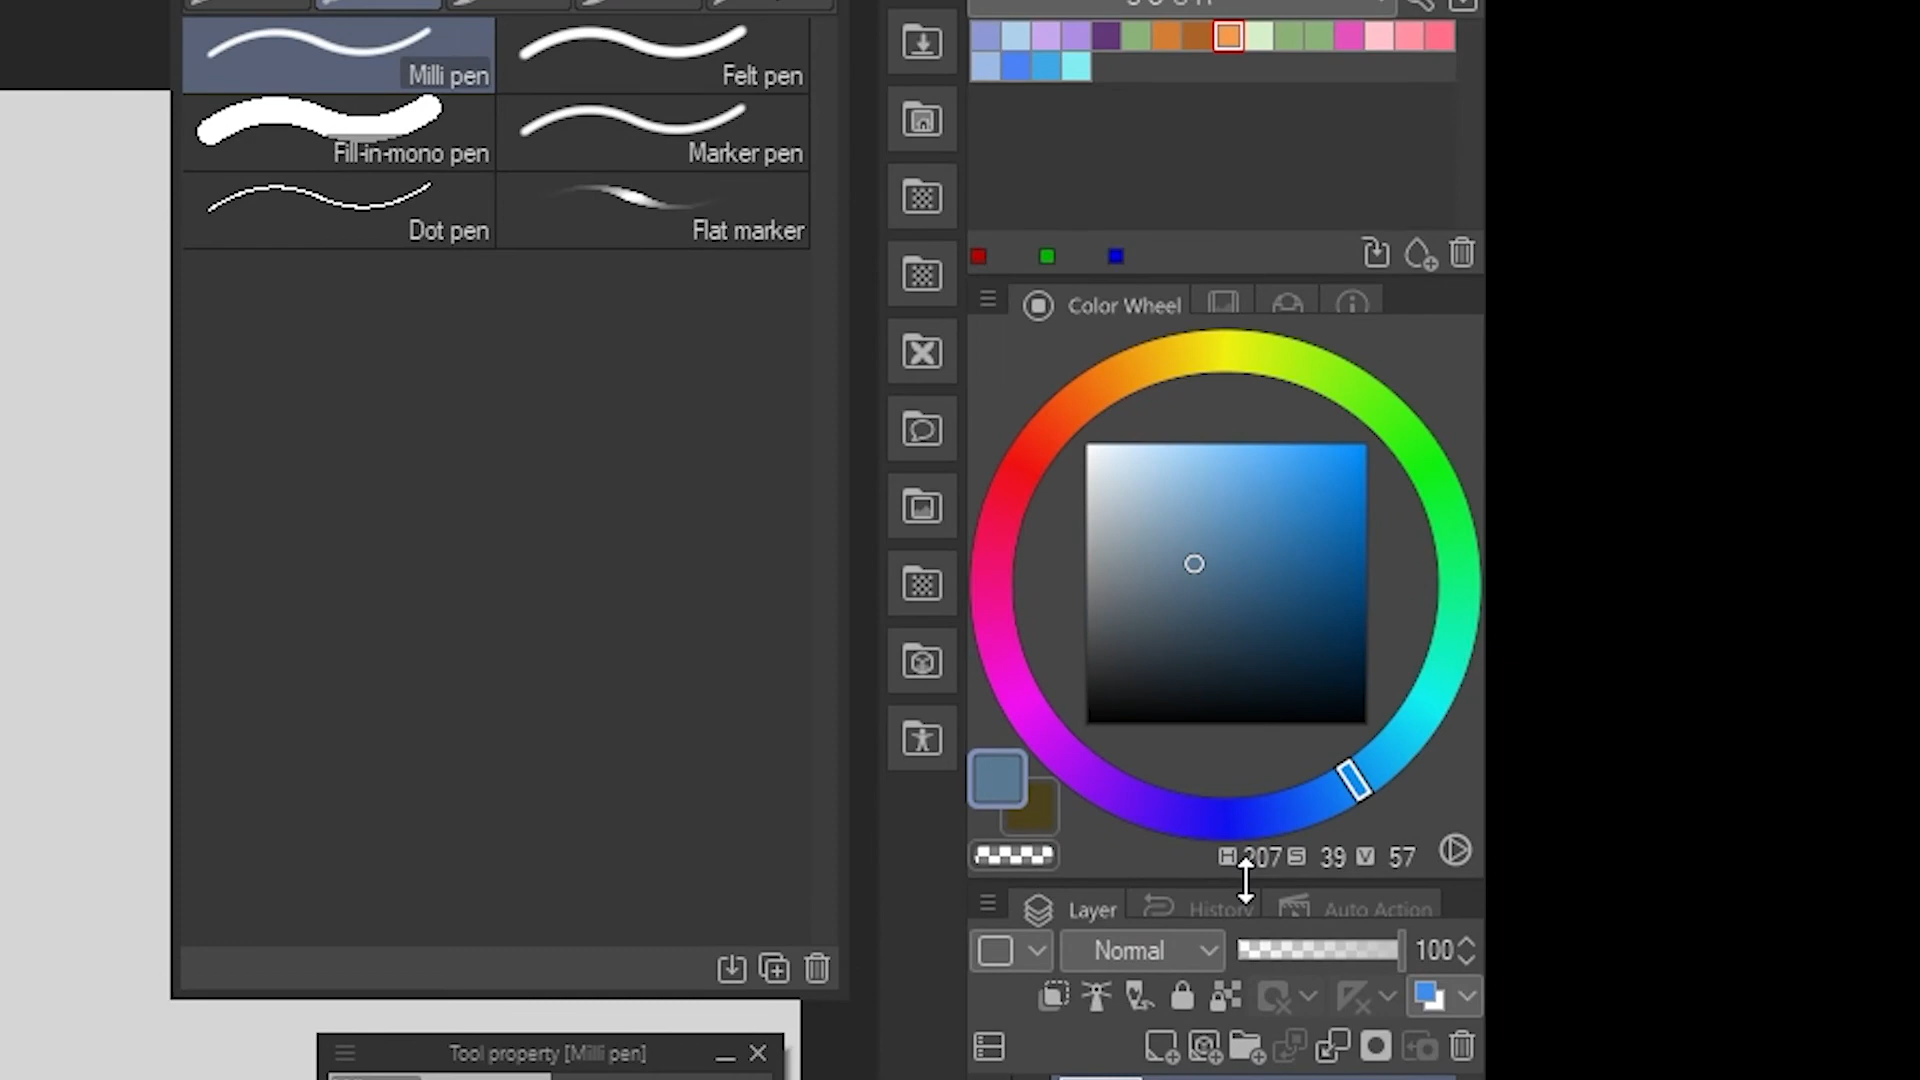 Milli pen
Felt pen
Fill-in-mono pen
Marker pen
Dot pen
Flat marker
Color Wheel
H 207 S 39 V 57
Layer
History
Auto Action
Normal
100
Tool property [Milli pen]